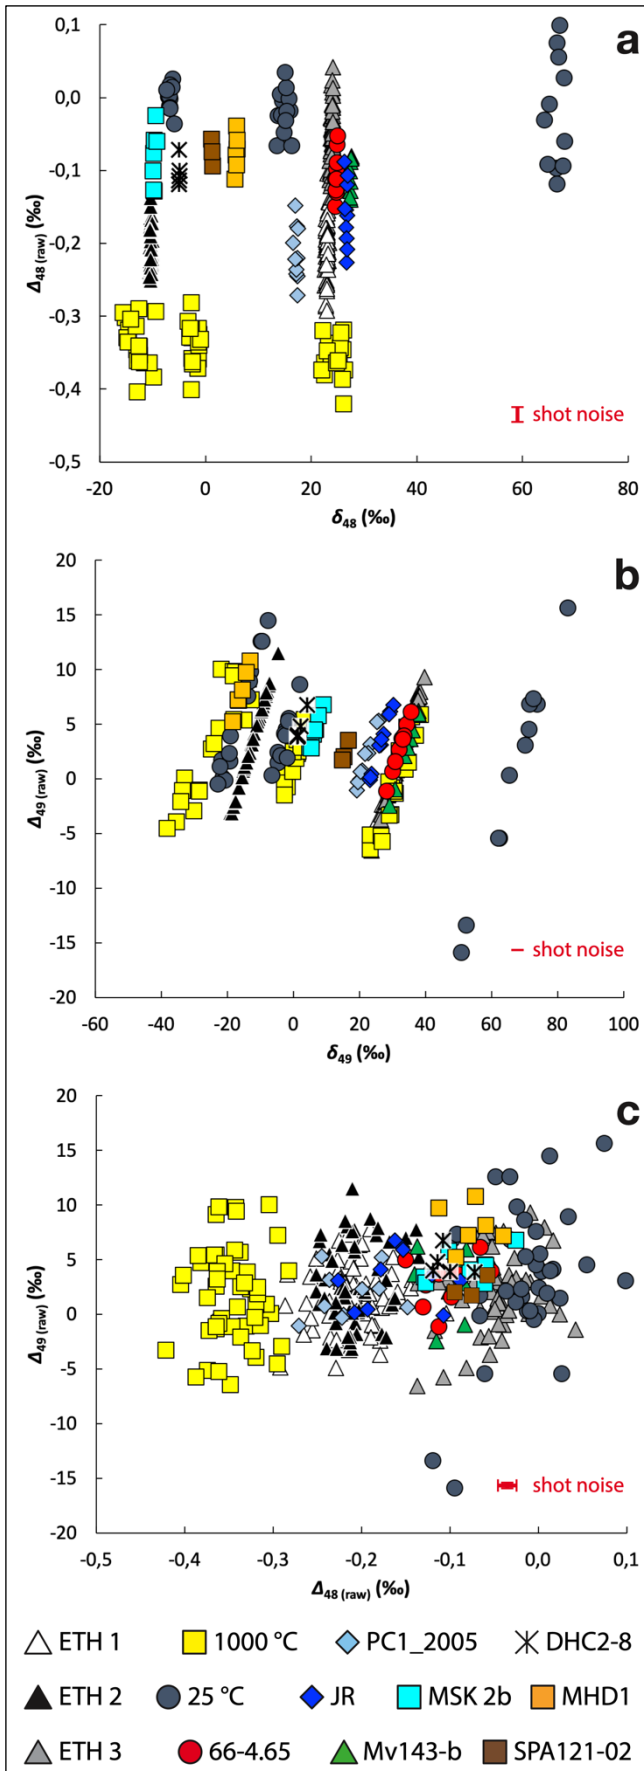 a
0,1
0,0
-0,1
-0,2
-0,3
-0,4
-0,5
Δ48 (raw) (‰)
shot noise
-20 0 20 40 60 80
δ48 (‰)
b
20
15
10
5
0
-5
-10
-15
-20
Δ49 (raw) (‰)
shot noise
-60 -40 -20 0 20 40 60 80 100
δ49 (‰)
c
20
15
10
5
0
-5
-10
-15
-20
Δ49 (raw) (‰)
shot noise
-0,5 -0,4 -0,3 -0,2 -0,1 0,0 0,1
Δ48 (raw) (‰)
ETH 1 1000 °C PC1_2005 DHC2-8
ETH 2 25 °C JR MSK 2b MHD1
ETH 3 66-4.65 Mv143-b SPA121-02